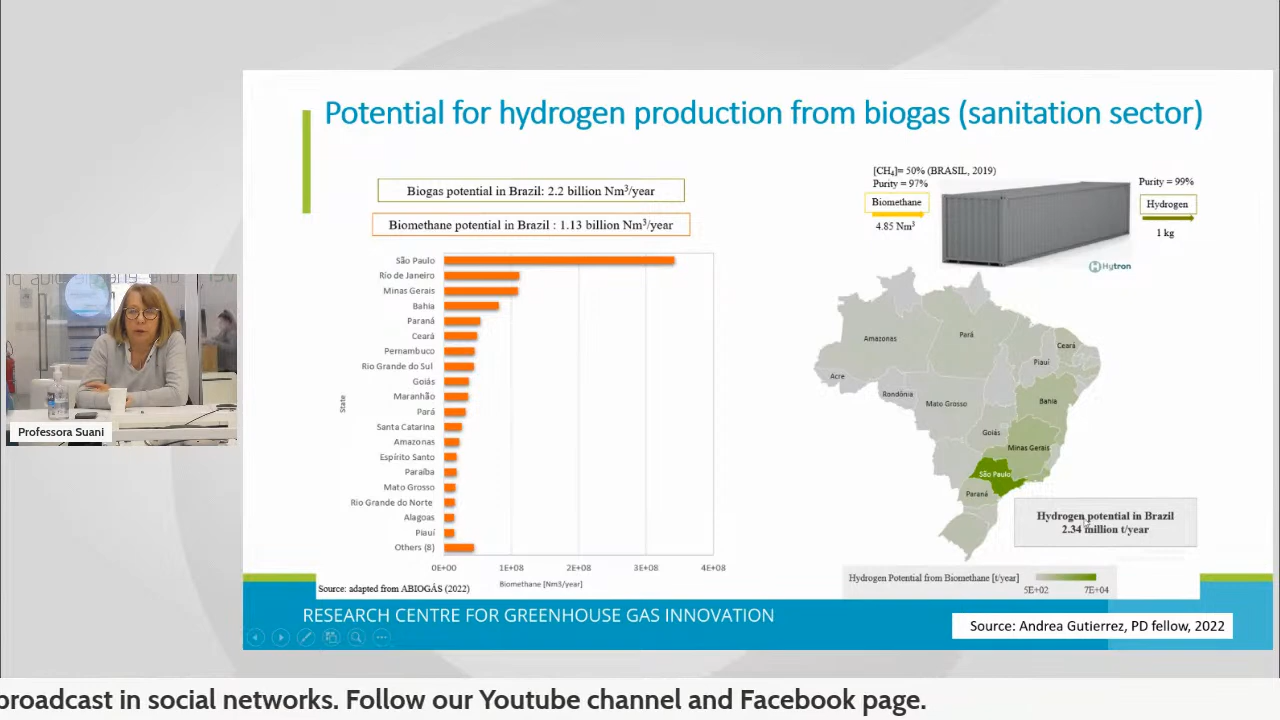 Potential for hydrogen production from biogas (sanitation sector)
Biogas potential in Brazil: 2.2 billion Nm³/year
Biomethane potential in Brazil : 1.13 billion Nm³/year
State
São Paulo
Rio de Janeiro
Minas Gerais
Bahia
Paraná
Ceará
Pernambuco
Rio Grande do Sul
Goiás
Maranhão
Pará
Santa Catarina
Amazonas
Espírito Santo
Paraíba
Mato Grosso
Rio Grande do Norte
Alagoas
Piauí
Others (8)
0E+00 1E+08 2E+08 3E+08 4E+08
Biomethane [Nm3/year]
Source: adapted from ABIOGÁS (2022)
[CH₄]= 50% (BRASIL, 2019)
Purity = 97%
Biomethane
4.85 Nm³
Purity = 99%
Hydrogen
1 kg
Hytron
Amazonas
Pará
Ceará
Piauí
Acre
Rondônia
Mato Grosso
Bahia
Goiás
Minas Gerais
São Paulo
Paraná
Hydrogen potential in Brazil
2.34 million t/year
Hydrogen Potential from Biomethane [t/year]
5E+02 7E+04
RESEARCH CENTRE FOR GREENHOUSE GAS INNOVATION
Source: Andrea Gutierrez, PD fellow, 2022
Professora Suani
broadcast in social networks. Follow our Youtube channel and Facebook page.